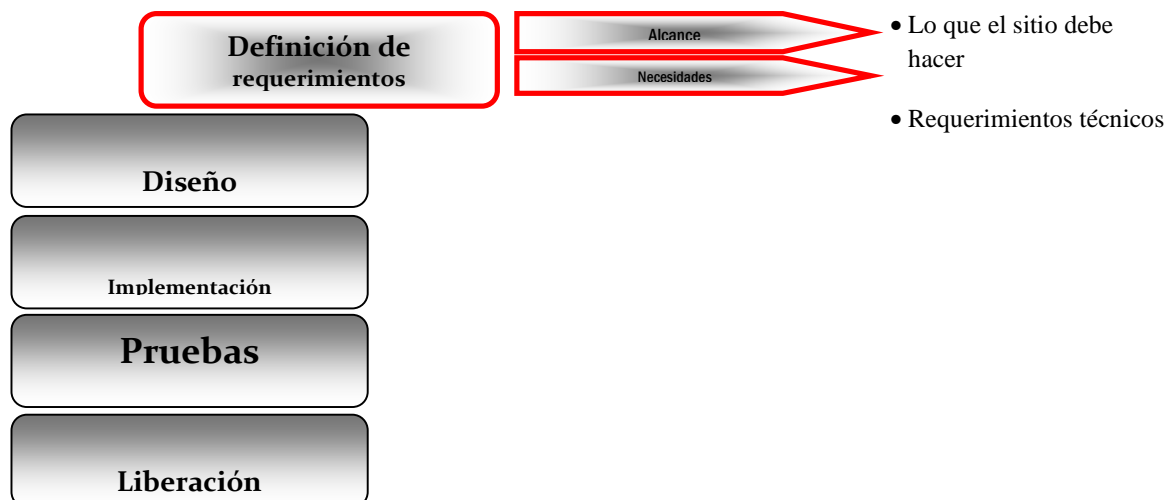 Definición de
requerimientos
Alcance
Necesidades
• Lo que el sitio debe
hacer
• Requerimientos técnicos
Diseño
Implementación
Pruebas
Liberación